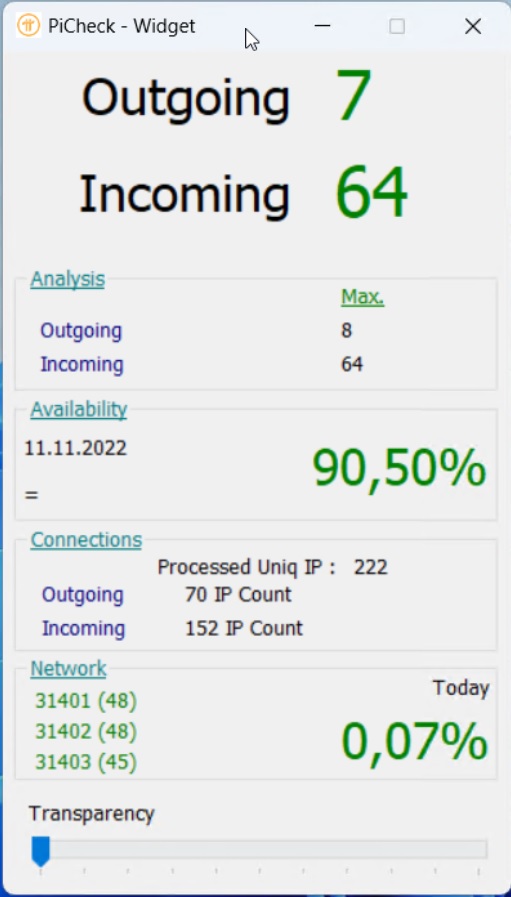 PiCheck - Widget
Outgoing 7
Incoming 64
Analysis
Max.
Outgoing 8
Incoming 64
Availability
11.11.2022
90,50%
=
Connections
Processed Uniq IP : 222
Outgoing 70 IP Count
Incoming 152 IP Count
Network
Today
31401 (48)
31402 (48)
0,07%
31403 (45)
Transparency